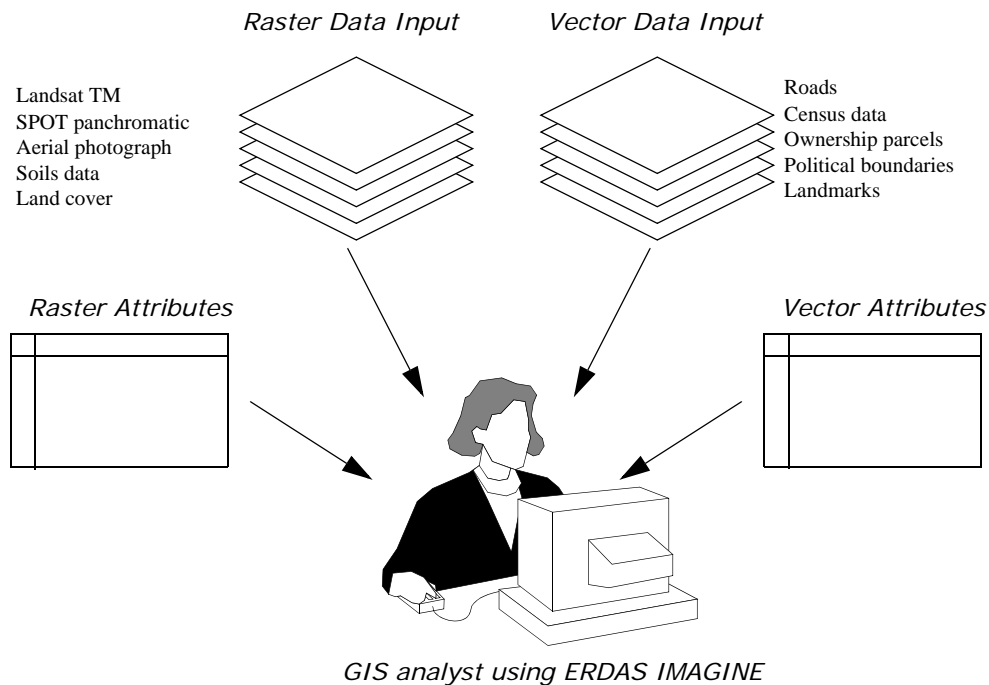 Raster Data Input
Vector Data Input
Landsat TM
SPOT panchromatic
Aerial photograph
Soils data
Land cover
Roads
Census data
Ownership parcels
Political boundaries
Landmarks
Raster Attributes
Vector Attributes
GIS analyst using ERDAS IMAGINE